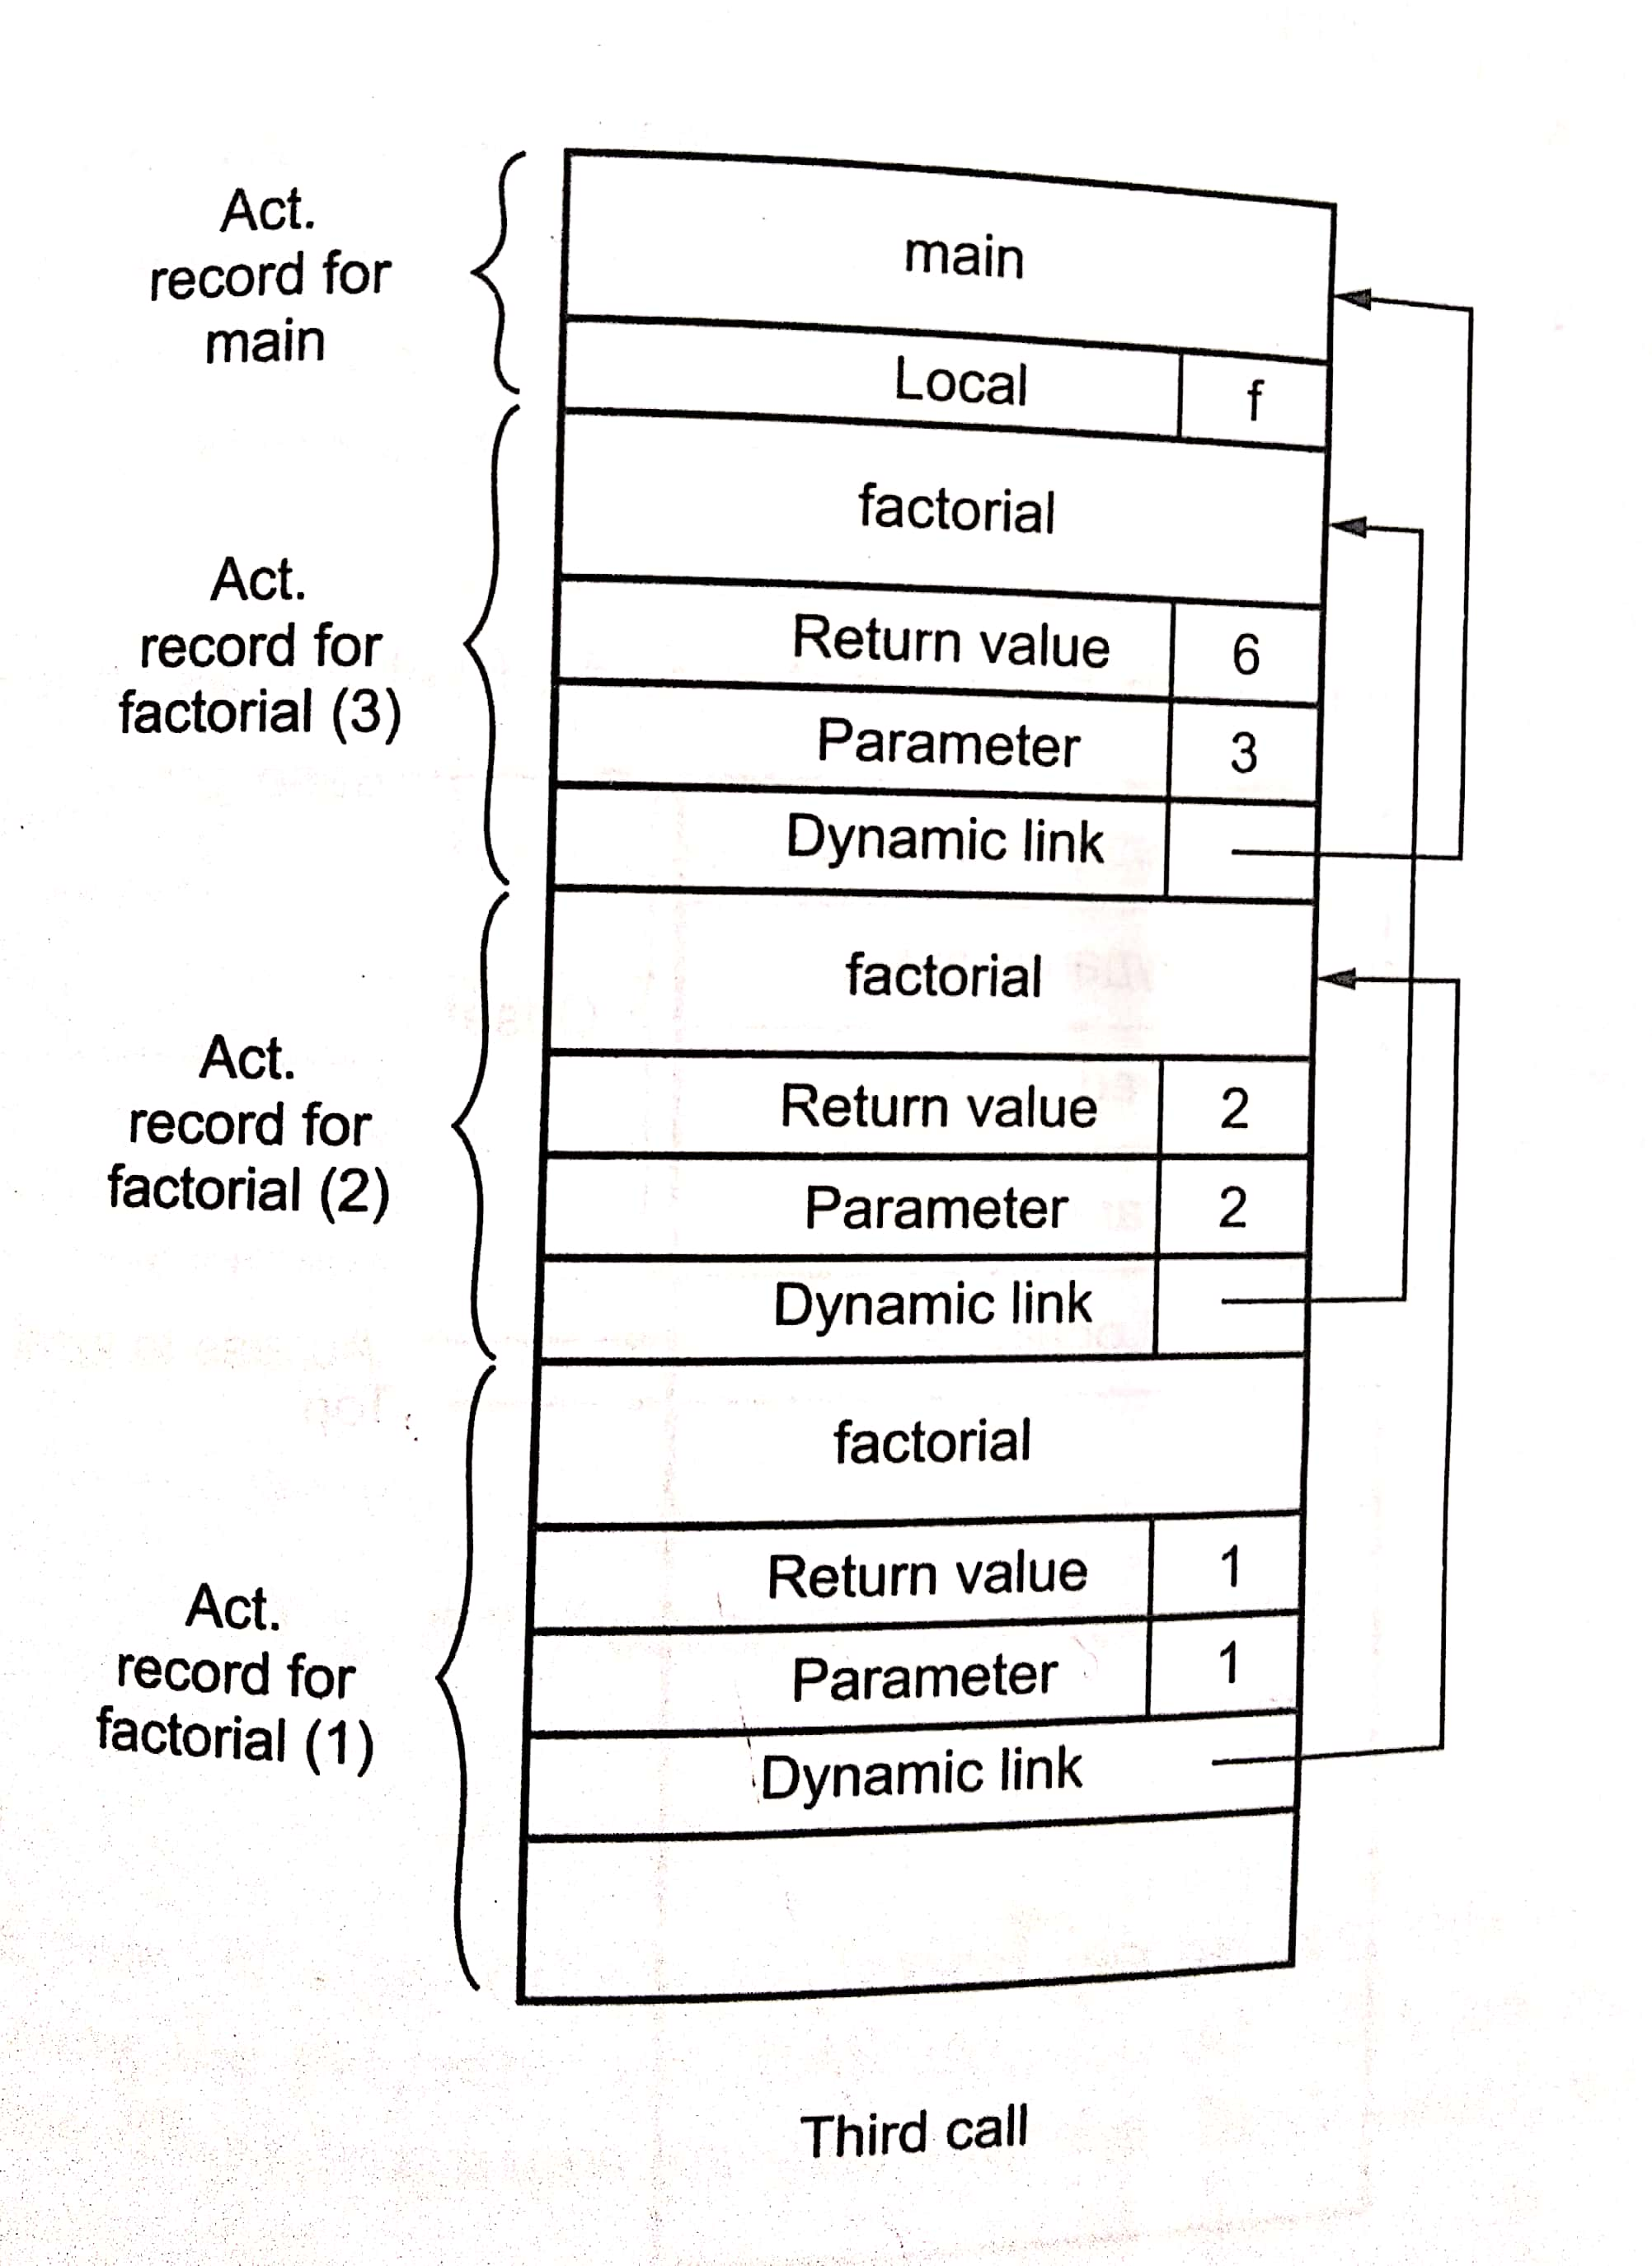 Act.
record for
main
main
Local f
Act.
record for
factorial (3)
factorial
Return value 6
Parameter 3
Dynamic link
Act.
record for
factorial (2)
factorial
Return value 2
Parameter 2
Dynamic link
Act.
record for
factorial (1)
factorial
Return value 1
Parameter 1
Dynamic link
Third call